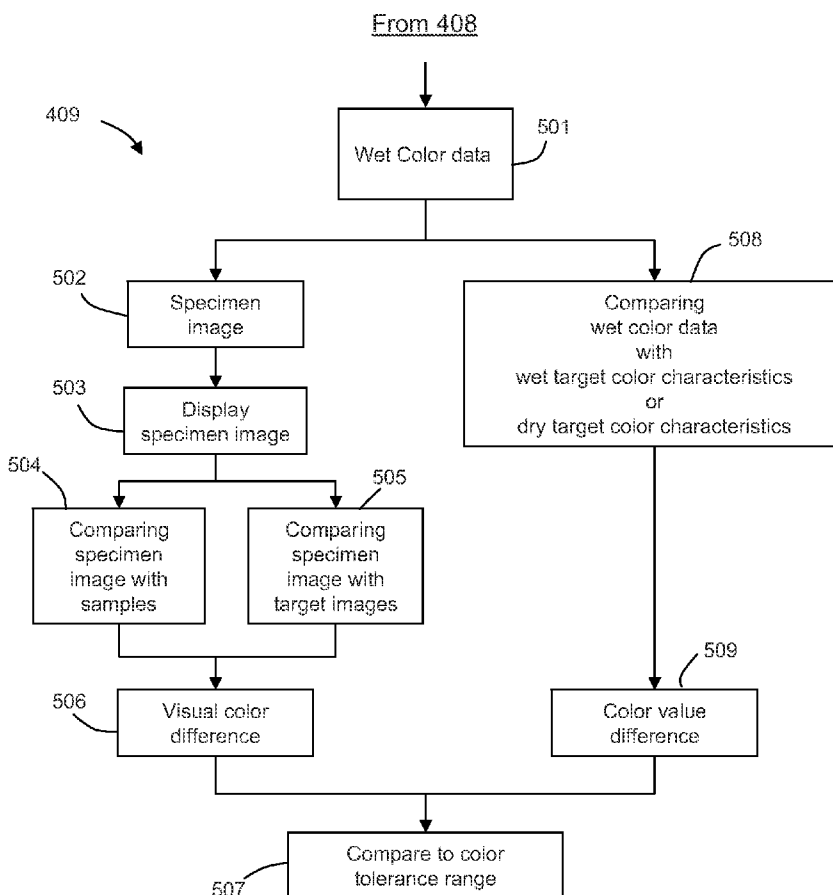 From 408
409
501
Wet Color data
502
Specimen
image
508
Comparing
wet color data
with
wet target color characteristics
or
dry target color characteristics
503
Display
specimen image
504
Comparing
specimen
image with
samples
505
Comparing
specimen
image with
target images
506
Visual color
difference
509
Color value
difference
507
Compare to color
tolerance range